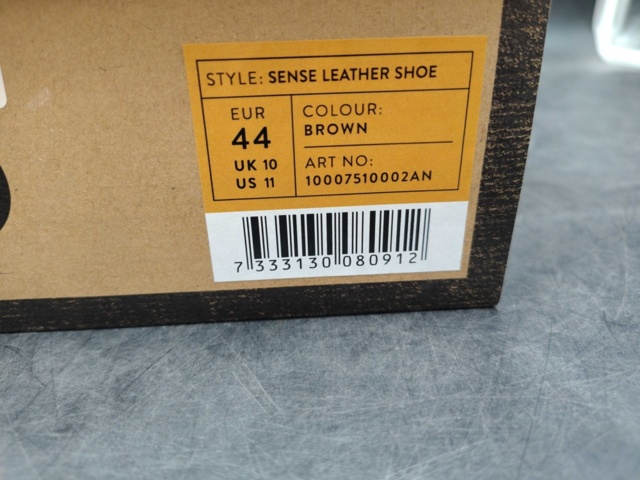 STYLE: SENSE LEATHER SHOE
EUR
44
UK 10
US 11
COLOUR:
BROWN
ART NO:
10007510002AN
7 333130 080912